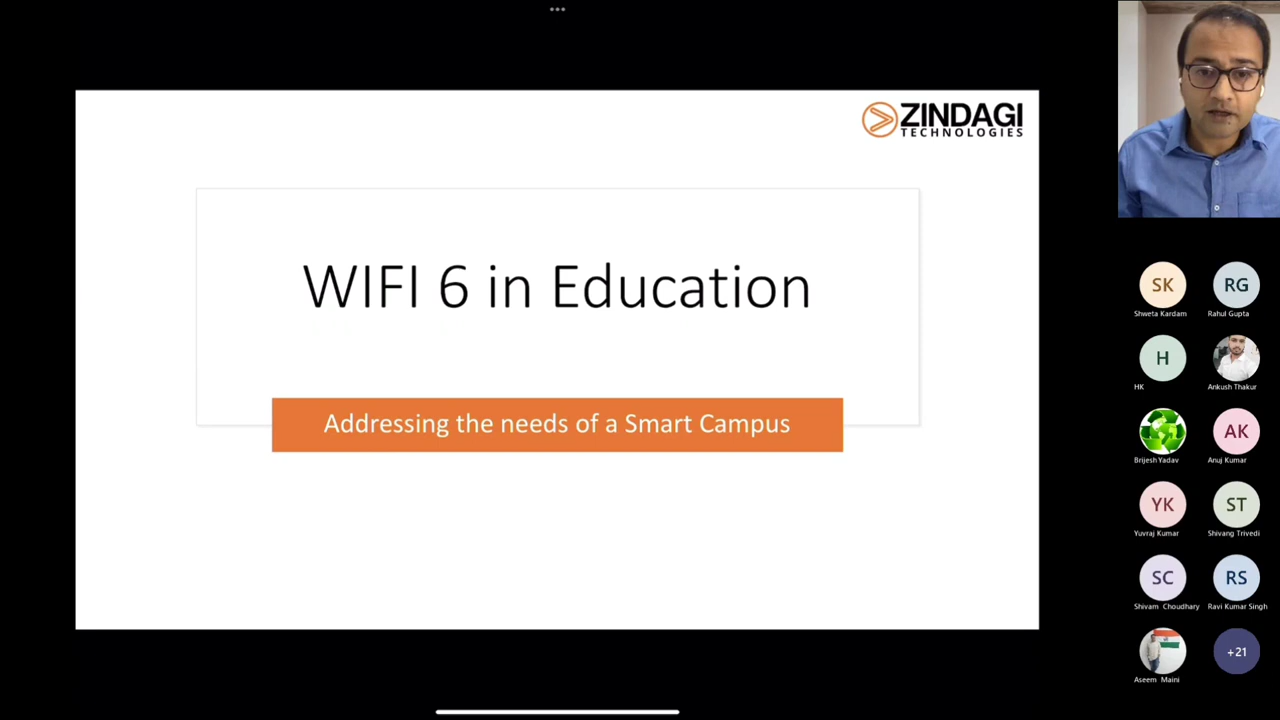 ZINDAGI
TECHNOLOGIES
WIFI 6 in Education
Addressing the needs of a Smart Campus
SK
RG
Shweta Kardam
Rahul Gupta
H
HK
Ankush Thakur
AK
Brijesh Yadav
Anuj Kumar
YK
ST
Yuvraj Kumar
Shivang Trivedi
SC
RS
Shivam Choudhary
Ravi Kumar Singh
+21
Aseem Maini